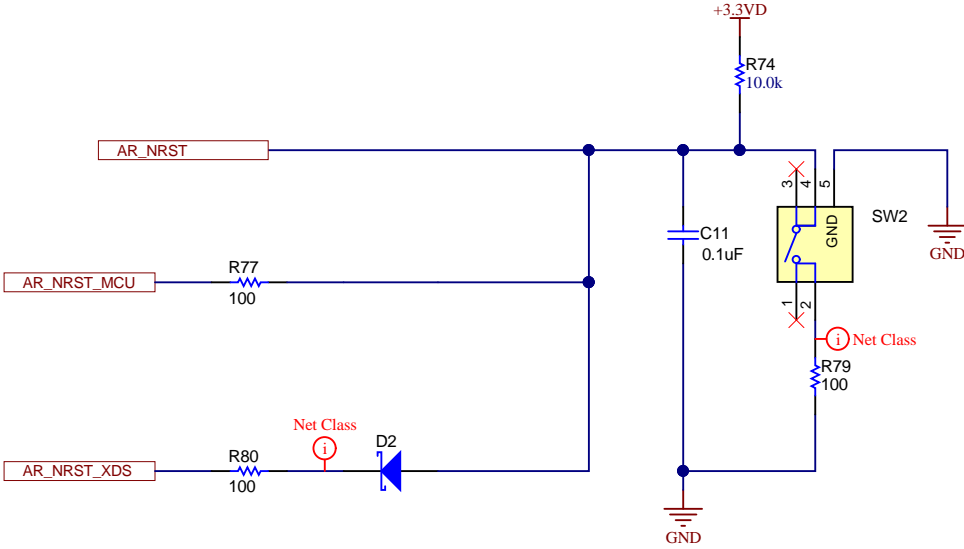 +3.3VD
R74
10.0k
AR_NRST
3
4
5
GND
SW2
GND
C11
0.1uF
AR_NRST_MCU
R77
100
1
2
i
Net Class
R79
100
Net Class
i
D2
AR_NRST_XDS
R80
100
GND